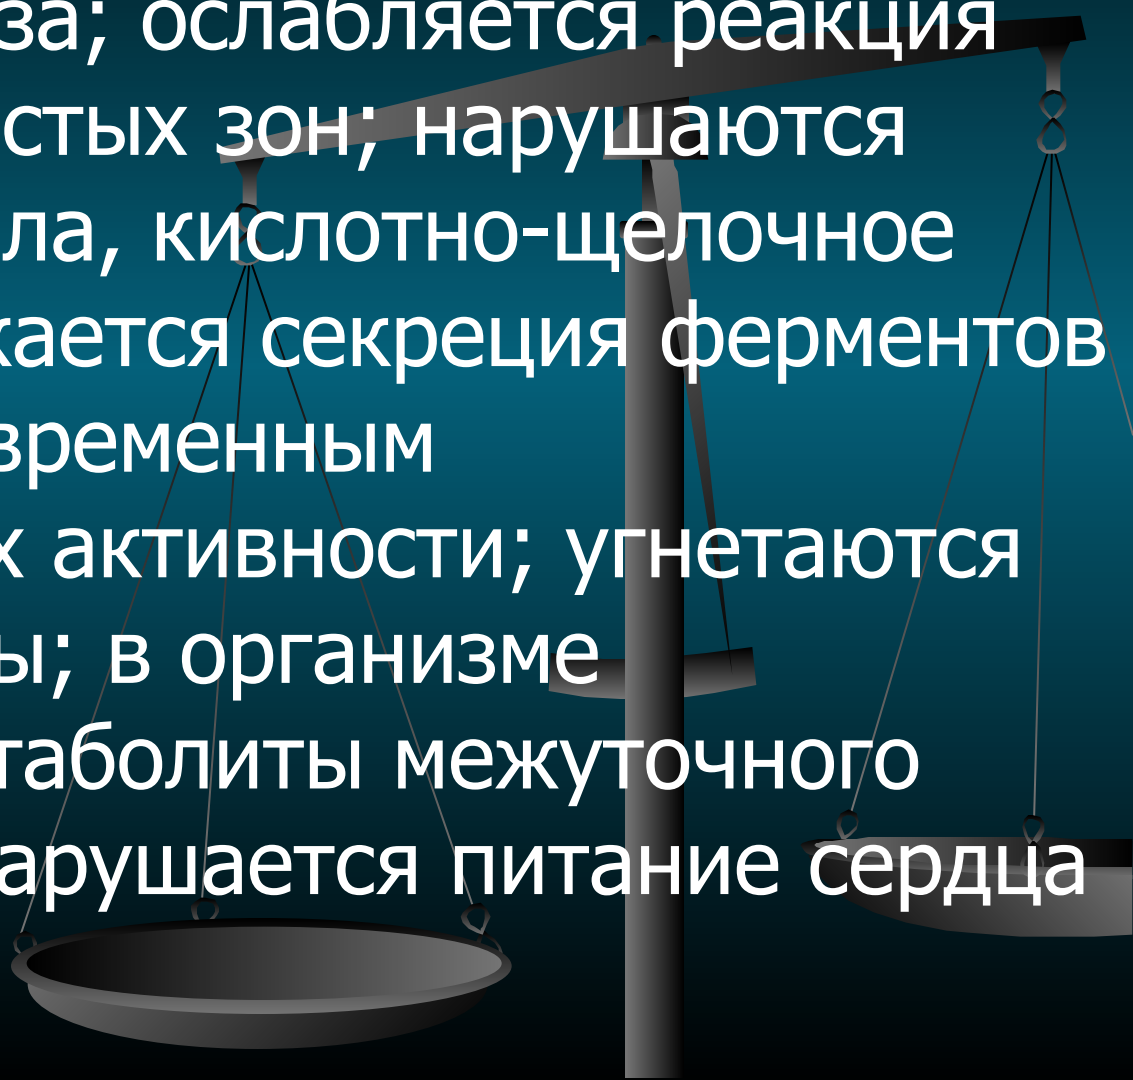 за; ослабляется реакция
стых зон; нарушаются
ла, кислотно-щелочное
кается секреция ферментов
временным
х активности; угнетаются
ы; в организме
таболиты межуточного
арушается питание сердца